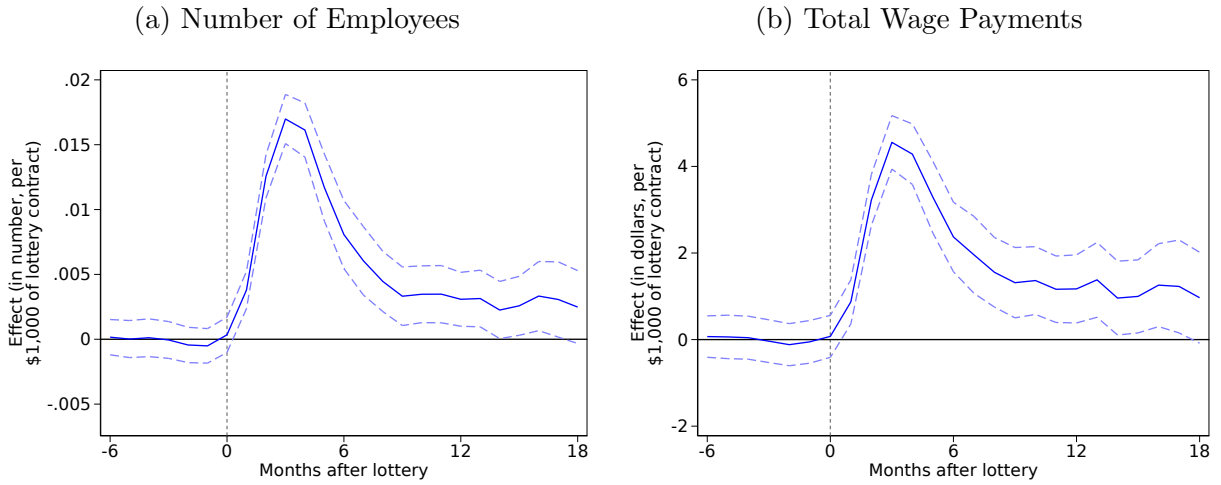 (a) Number of Employees
Effect (in number, per
$1,000 of lottery contract)
.02
.015
.01
.005
0
-.005
-6
0
6
12
18
Months after lottery
(b) Total Wage Payments
Effect (in dollars, per
$1,000 of lottery contract)
6
4
2
0
-2
-6
0
6
12
18
Months after lottery